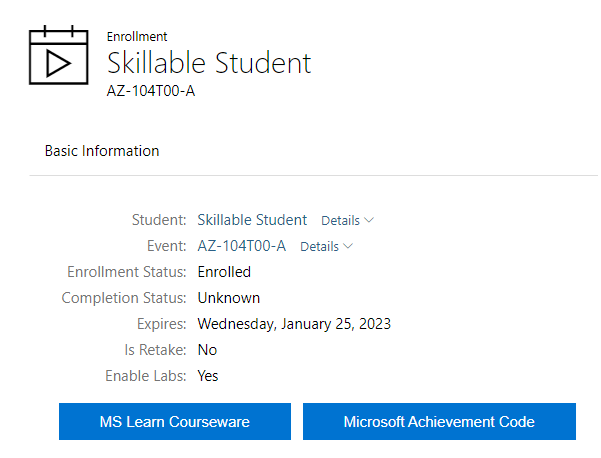 Enrollment
Skillable Student
AZ-104T00-A
Basic Information
Student: Skillable Student Details
Event: AZ-104T00-A Details
Enrollment Status: Enrolled
Completion Status: Unknown
Expires: Wednesday, January 25, 2023
Is Retake: No
Enable Labs: Yes
MS Learn Courseware Microsoft Achievement Code